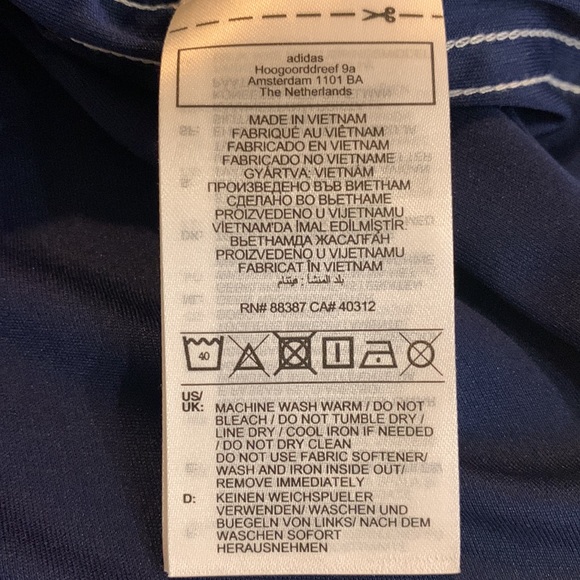 adidas
Hoogoorddreef 9a
Amsterdam 1101 BA
The Netherlands
MADE IN VIETNAM
FABRIQUÉ AU VIÊTNAM
FABRICADO EN VIETNAM
FABRICADO NO VIETNAME
GYÁRTVA: VIETNÁM
ПРОИЗВЕДЕНО ВЪВ ВИЕТНАМ
СДЕЛАНО ВО ВЬЕТНАМЕ
PROIZVEDENO U VIJETNAMU
VİETNAM'DA İMAL EDİLMİŞTİR.
ВЬЕТНАМДА ЖАСАЛҒАН
PROIZVEDENO U VIJETNAMU
FABRICAT ÎN VIETNAM
بلد المنشأ : فيتنام
RN# 88387 CA# 40312
40
US/
UK: MACHINE WASH WARM / DO NOT
BLEACH / DO NOT TUMBLE DRY /
LINE DRY / COOL IRON IF NEEDED
/ DO NOT DRY CLEAN
DO NOT USE FABRIC SOFTENER/
WASH AND IRON INSIDE OUT/
REMOVE IMMEDIATELY
D: KEINEN WEICHSPUELER
VERWENDEN/ WASCHEN UND
BUEGELN VON LINKS/ NACH DEM
WASCHEN SOFORT
HERAUSNEHMEN